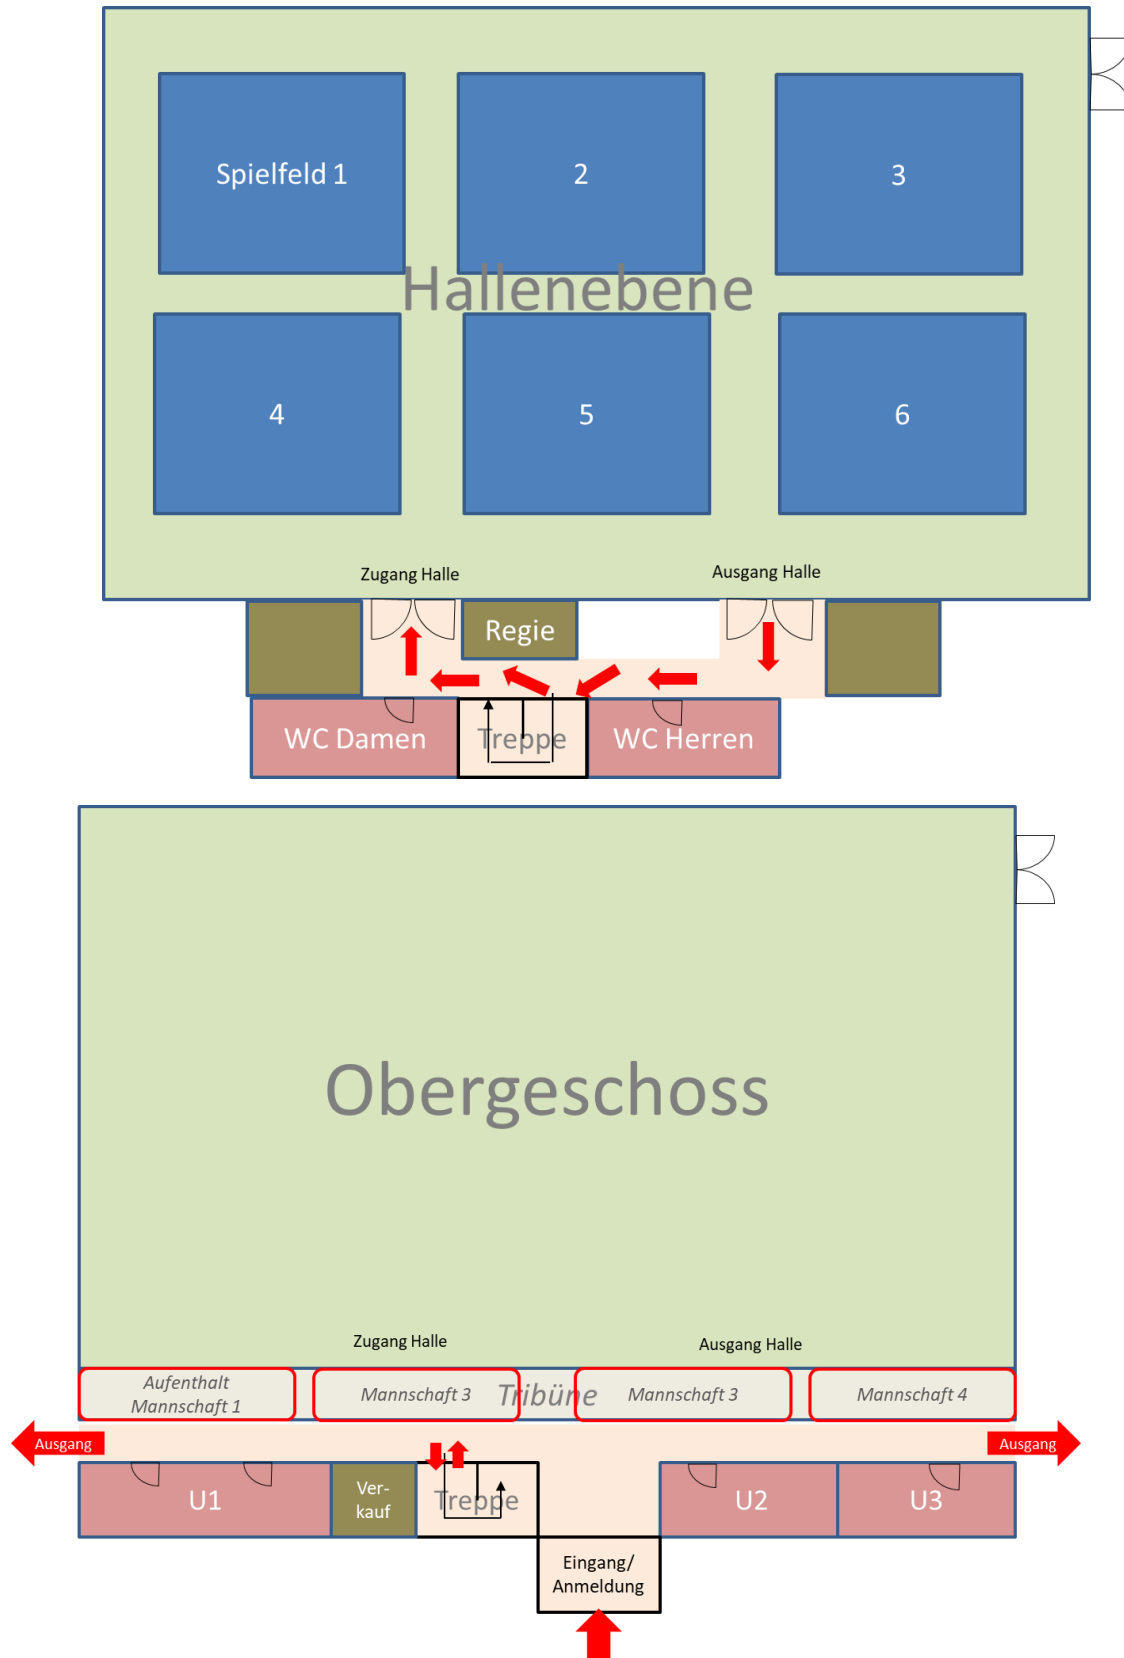 Spielfeld 1
2
3
Hallenebene
4
5
6
Zugang Halle
Ausgang Halle
Regie
WC Damen
Treppe
WC Herren
Obergeschoss
Zugang Halle
Ausgang Halle
Aufenthalt
Mannschaft 1
Mannschaft 3
Tribüne
Mannschaft 3
Mannschaft 4
Ausgang
Ausgang
U1
Ver-
kauf
Treppe
U2
U3
Eingang/
Anmeldung